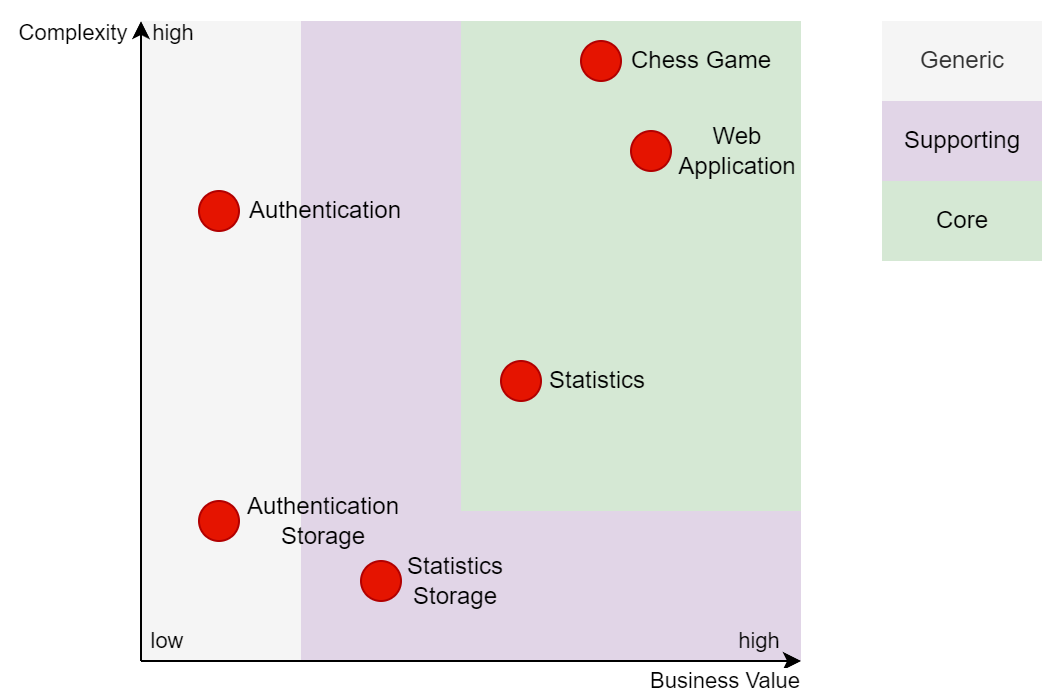 Complexity
high
Chess Game
Web
Application
Authentication
Statistics
Authentication
Storage
Statistics
Storage
low
high
Business Value
Generic
Supporting
Core